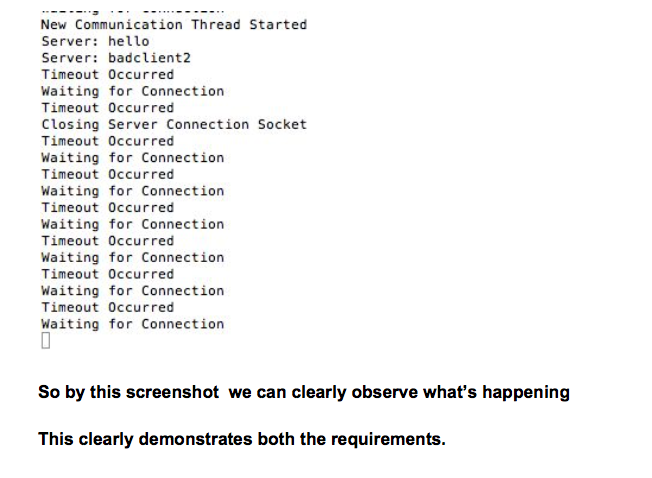 New Communication Thread Started
Server: hello
Server: badclient2
Timeout Occurred
Waiting for Connection
Timeout Occurred
Closing Server Connection Socket
Timeout Occurred
Waiting for Connection
Timeout Occurred
Waiting for Connection
Timeout Occurred
Waiting for Connection
Timeout Occurred
Waiting for Connection
Timeout Occurred
Waiting for Connection
Timeout Occurred
Waiting for Connection
So by this screenshot we can clearly observe what's happening
This clearly demonstrates both the requirements.